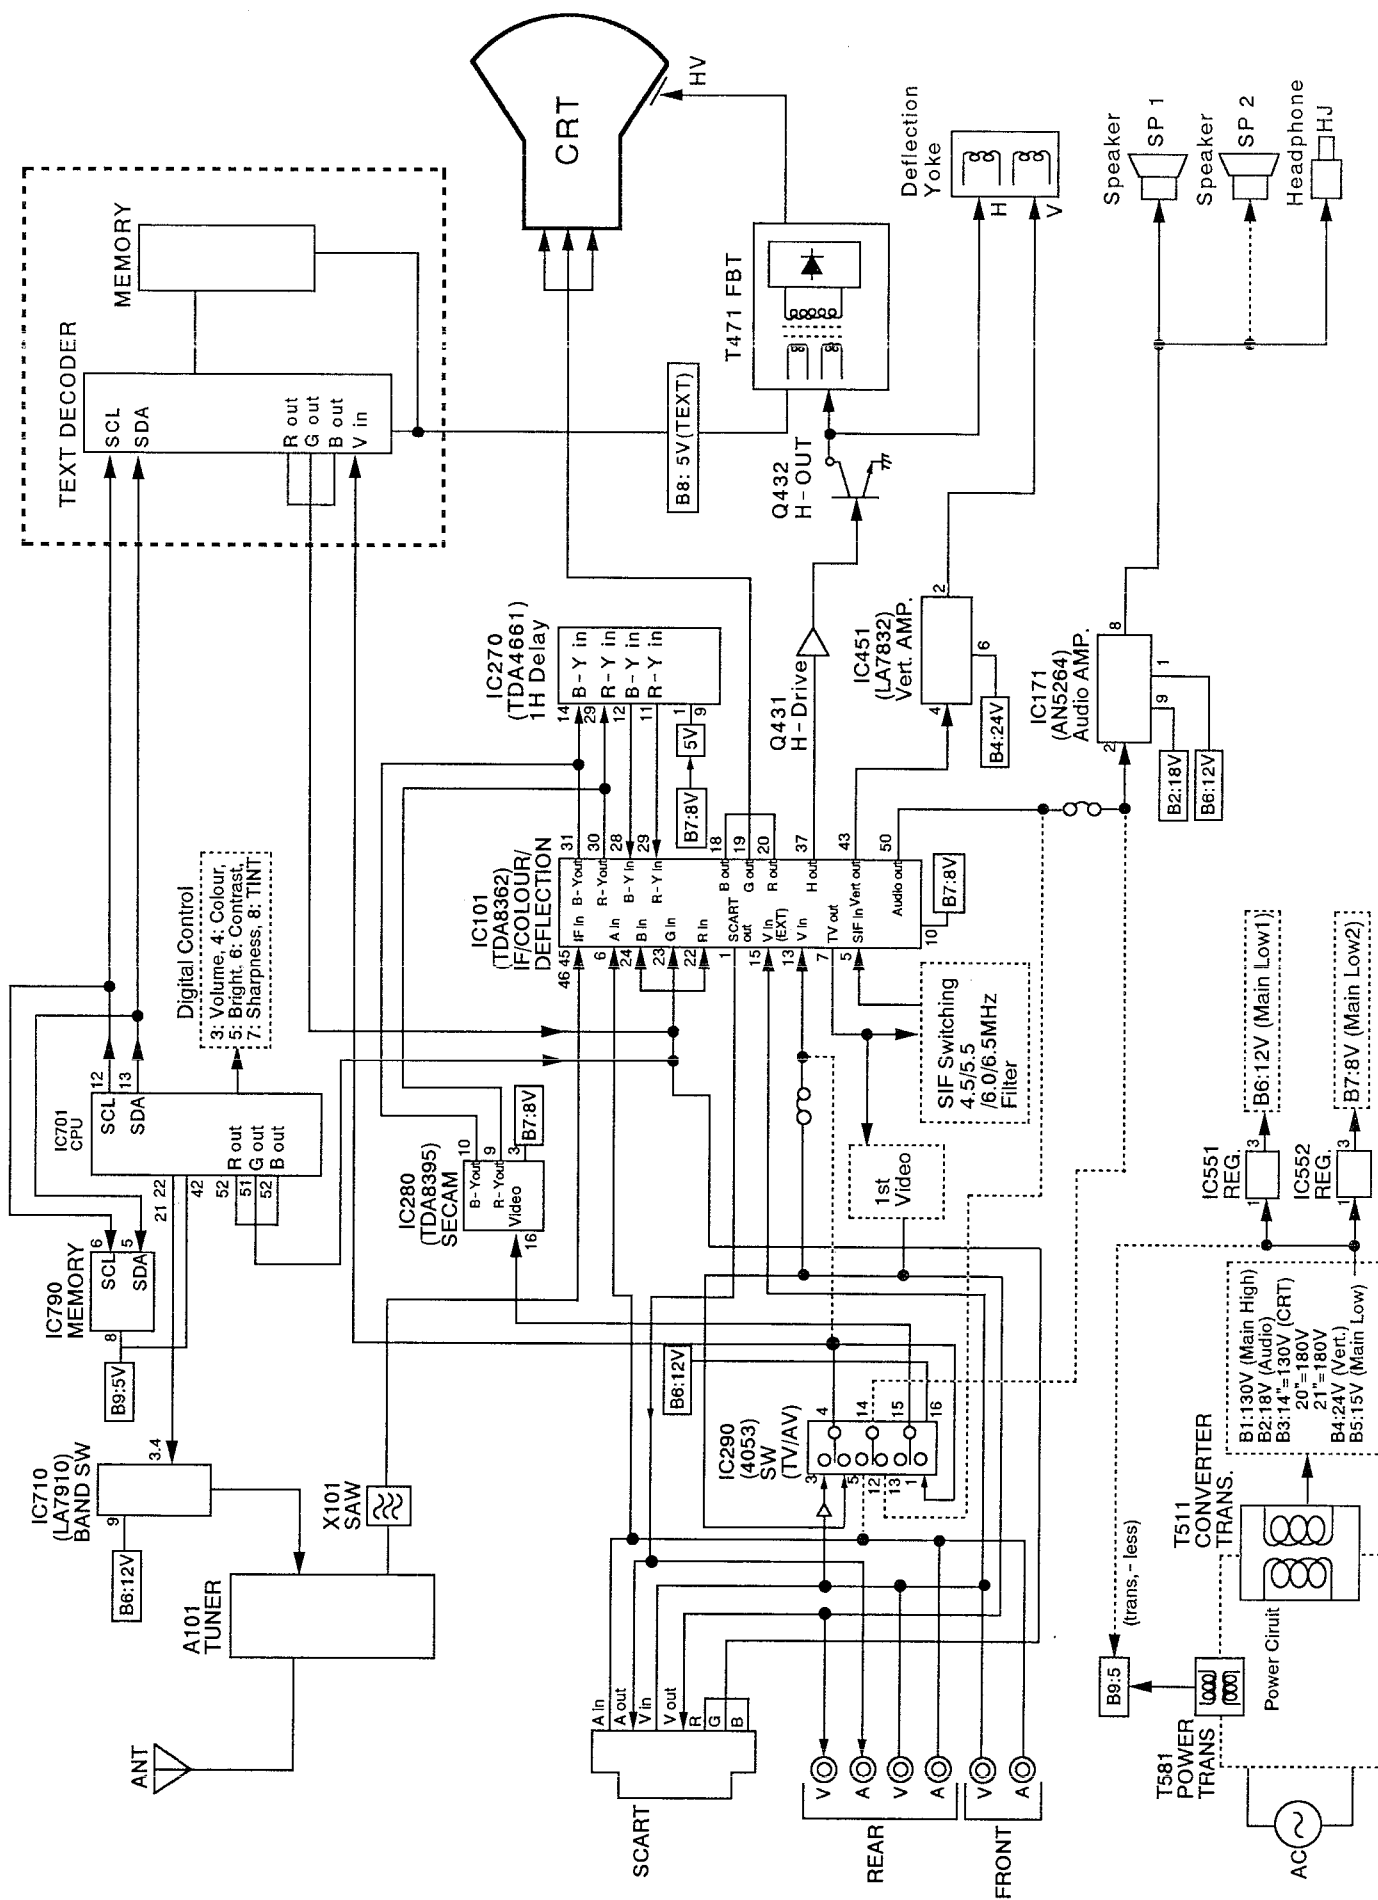 TEXT DECODER
MEMORY
SCL
SDA
R out
G out
B out
V in
CRT
HV
B8: 5V(TEXT)
T471 FBT
Deflection
Yoke
H
V
Q432
H-OUT
Speaker
SP 1
Speaker
SP 2
Headphone
HJ
IC701
CPU
SCL
SDA
R out
G out
B out
12
13
22
21
42
52
51
52
Digital Control
3: Volume, 4: Colour,
5: Bright. 6: Contrast,
7: Sharpness, 8: TINT
IC790
MEMORY
SCL
SDA
6
5
8
B9:5V
IC710
(LA7910)
BAND SW
3.4
9
B6:12V
A101
TUNER
ANT
X101
SAW
IC280
(TDA8395)
SECAM
B-Yout
R-Yout
Video
10
9
3
16
B7:8V
IC270
(TDA4661)
1H Delay
B-Y in
R-Y in
B-Y in
R-Y in
14
29
12
11
1
9
5V
B7:8V
IC101
(TDA8362)
IF/COLOUR/
DEFLECTION
46 45
IF In
6
A In
24
B In
23
G In
22
R In
1
SCART
out
15
V In
(EXT)
13
V In
7
TV out
5
SIF In
B-Yout
31
R-Yout
30
B-Y In
28
R-Y In
29
B out
18
G out
19
R out
20
H out
37
Vert out
43
Audio out
50
10
B7:8V
Q431
H-Drive
IC451
(LA7832)
Vert. AMP.
4
2
6
B4:24V
IC171
(AN5264)
Audio AMP.
2
8
9
1
B2:18V
B6:12V
SIF Switching
4.5/5.5
/6.0/6.5MHz
Filter
1st
Video
IC290
(4053)
SW
(TV/AV)
3
5
12
13
1
4
14
15
16
B6:12V
SCART
A in
A out
V in
V out
R
G
B
REAR
V
A
V
A
FRONT
V
A
IC551
REG.
1
3
B6:12V (Main Low1)
IC552
REG.
1
3
B7:8V (Main Low2)
B1:130V (Main High)
B2:18V (Audio)
B3:14"=130V (CRT)
20"=180V
21"=180V
B4:24V (Vert.)
B5:15V (Main Low)
T511
CONVERTER
TRANS.
(trans,-less)
B9:5
Power Ciruit
T581
POWER
TRANS
AC